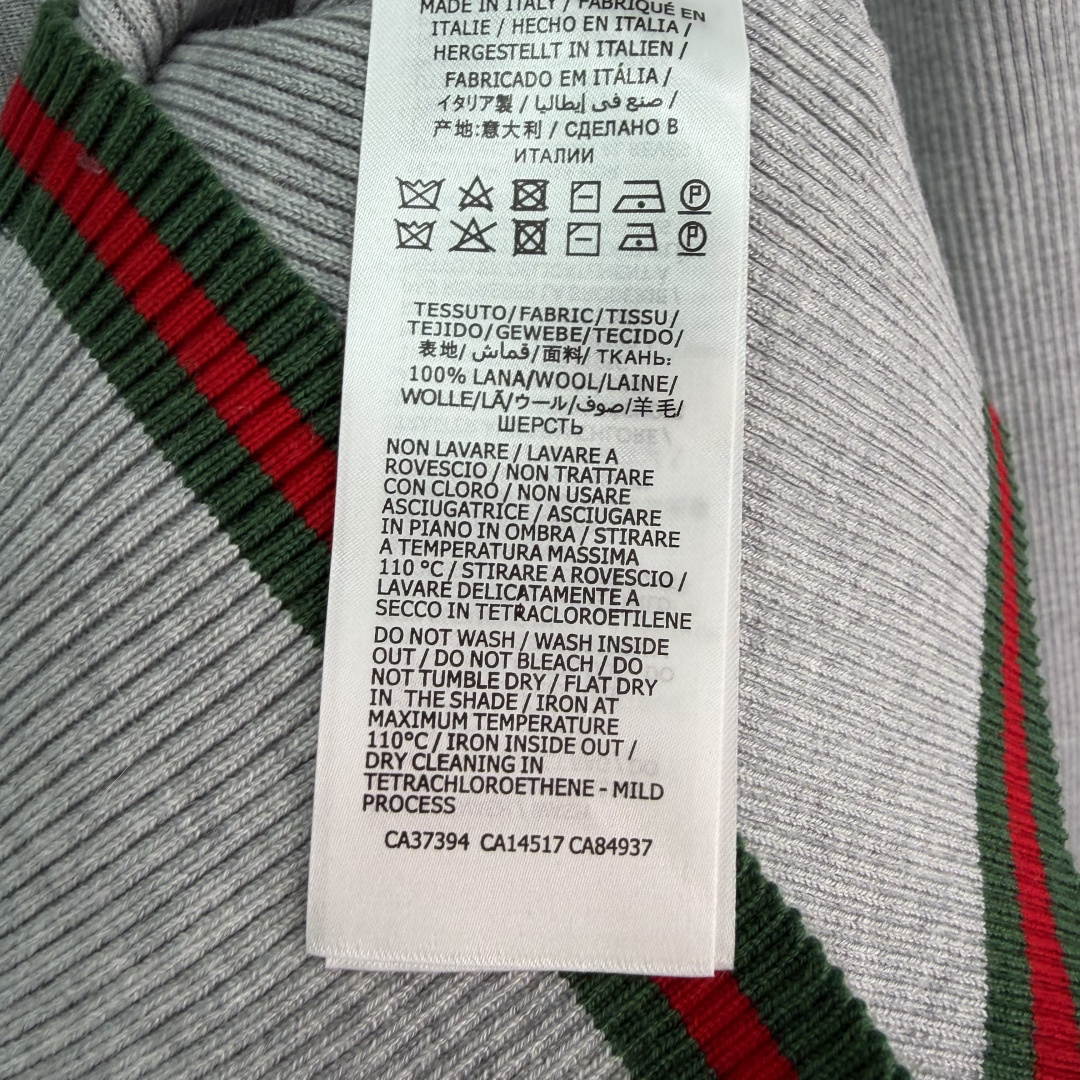 MADE IN ITALY / FABRIQUÉ EN
ITALIE / HECHO EN ITALIA /
HERGESTELLT IN ITALIEN /
FABRICADO EM ITÁLIA /
イタリア製 / صنع في إيطاليا /
产地:意大利 / СДЕЛАНО В
ИТАЛИИ
TESSUTO/FABRIC/TISSU/
TEJIDO/GEWEBE/TECIDO/
表地/ قماش /面料/ ТКАНЬ:
100% LANA/WOOL/LAINE/
WOLLE/LÃ/ウール/صوف/羊毛/
ШЕРСТЬ
NON LAVARE / LAVARE A
ROVESCIO / NON TRATTARE
CON CLORO / NON USARE
ASCIUGATRICE / ASCIUGARE
IN PIANO IN OMBRA / STIRARE
A TEMPERATURA MASSIMA
110 °C / STIRARE A ROVESCIO /
LAVARE DELICATAMENTE A
SECCO IN TETRACLOROETILENE
DO NOT WASH / WASH INSIDE
OUT / DO NOT BLEACH / DO
NOT TUMBLE DRY / FLAT DRY
IN THE SHADE / IRON AT
MAXIMUM TEMPERATURE
110°C / IRON INSIDE OUT /
DRY CLEANING IN
TETRACHLOROETHENE - MILD
PROCESS
CA37394 CA14517 CA84937